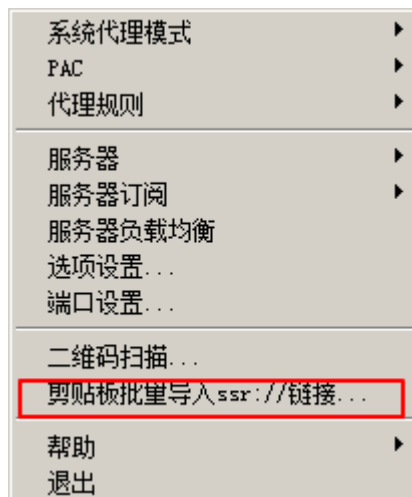 系统代理模式
PAC
代理规则
服务器
服务器订阅
服务器负载均衡
选项设置...
端口设置...
二维码扫描...
剪贴板批量导入ssr://链接...
帮助
退出